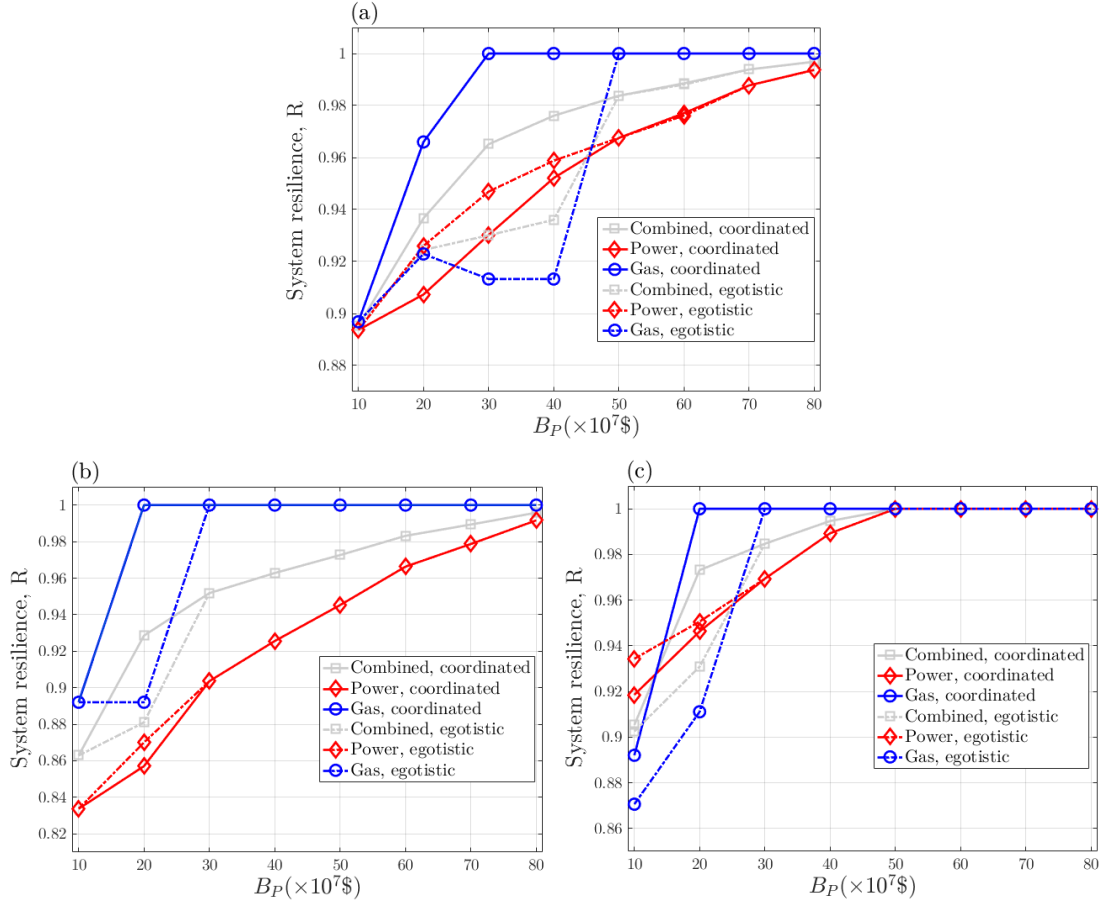 (a)
System resilience, R
1
0.98
0.96
0.94
0.92
0.9
0.88
Combined, coordinated
Power, coordinated
Gas, coordinated
Combined, egotistic
Power, egotistic
Gas, egotistic
10 20 30 40 50 60 70 80
B_P(×10^7$)
(b)
System resilience, R
1
0.98
0.96
0.94
0.92
0.9
0.88
0.86
0.84
0.82
Combined, coordinated
Power, coordinated
Gas, coordinated
Combined, egotistic
Power, egotistic
Gas, egotistic
10 20 30 40 50 60 70 80
B_P(×10^7$)
(c)
System resilience, R
1
0.98
0.96
0.94
0.92
0.9
0.88
0.86
Combined, coordinated
Power, coordinated
Gas, coordinated
Combined, egotistic
Power, egotistic
Gas, egotistic
10 20 30 40 50 60 70 80
B_P(×10^7$)